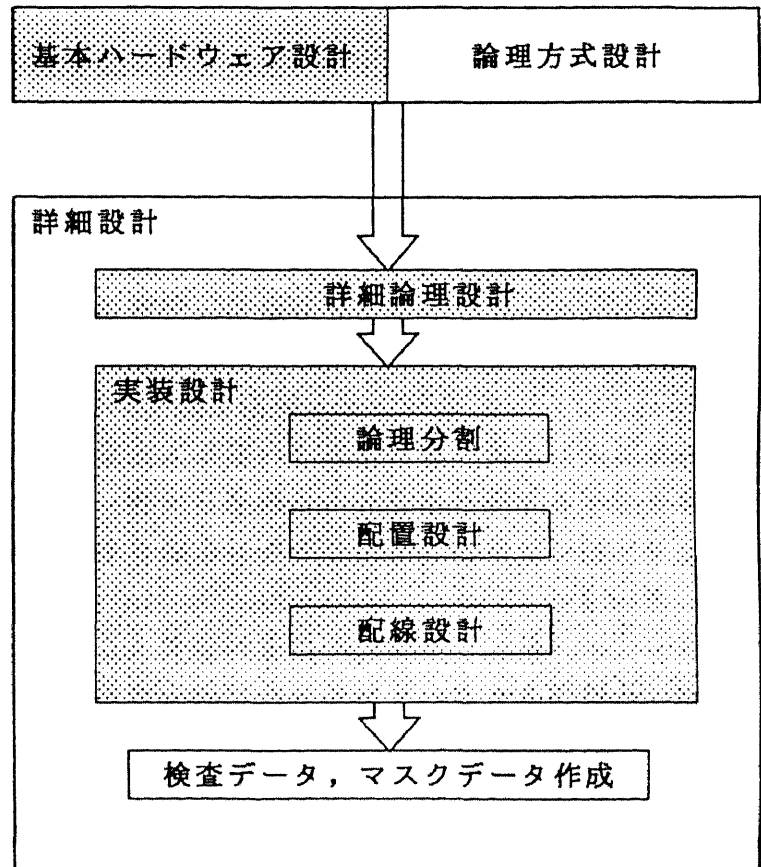 基本ハードウェア設計
論理方式設計
詳細設計
詳細論理設計
実装設計
論理分割
配置設計
配線設計
検査データ，マスクデータ作成